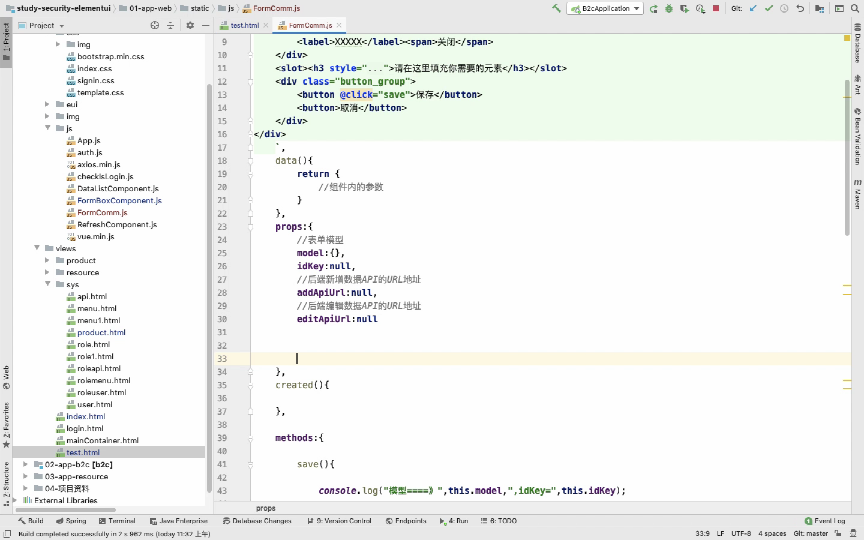 study-security-elementui 〉 01-app-web 〉 static 〉 js 〉 FormComm.js
B2cApplication
Git:
Project
test.html
FormComm.js
1: Project
img
bootstrap.min.css
index.css
signin.css
template.css
eui
img
js
App.js
auth.js
axios.min.js
checkIsLogin.js
DataListComponent.js
FormBoxComponent.js
FormComm.js
RefreshComponent.js
vue.min.js
views
product
resource
sys
api.html
menu.html
menu1.html
product.html
role.html
role1.html
roleapi.html
rolemenu.html
roleuser.html
user.html
index.html
login.html
mainContainer.html
test.html
02-app-b2c [b2c]
03-app-resource
04-项目资料
External Libraries
Web
2: Favorites
Z: Structure
9 <label>XXXXX</label><span>关闭</span>
10 </div>
11 <slot><h3 style="...">请在这里填充你需要的元素</h3></slot>
12 <div class="button_group">
13 <button @click="save">保存</button>
14 <button>取消</button>
15 </div>
16 </div>
17 `,
18 data(){
19 return {
20 //组件内的参数
21 }
22 },
23 props:{
24 //表单模型
25 model:{},
26 idKey:null,
27 //后端新增数据API的URL地址
28 addApiUrl:null,
29 //后端编辑数据API的URL地址
30 editApiUrl:null
31
32
33
34 },
35 created(){
36
37 },
38
39 methods:{
40
41 save(){
42
43 console.log("模型====》",this.model,",idKey=",this.idKey);
props
Database
Ant
Bean Validation
m Maven
Build
Spring
Terminal
Java Enterprise
Database Changes
9: Version Control
Endpoints
4: Run
6: TODO
Event Log
Build completed successfully in 2 s 962 ms (today 11:32 上午)
33:9 LF UTF-8 4 spaces Git: master